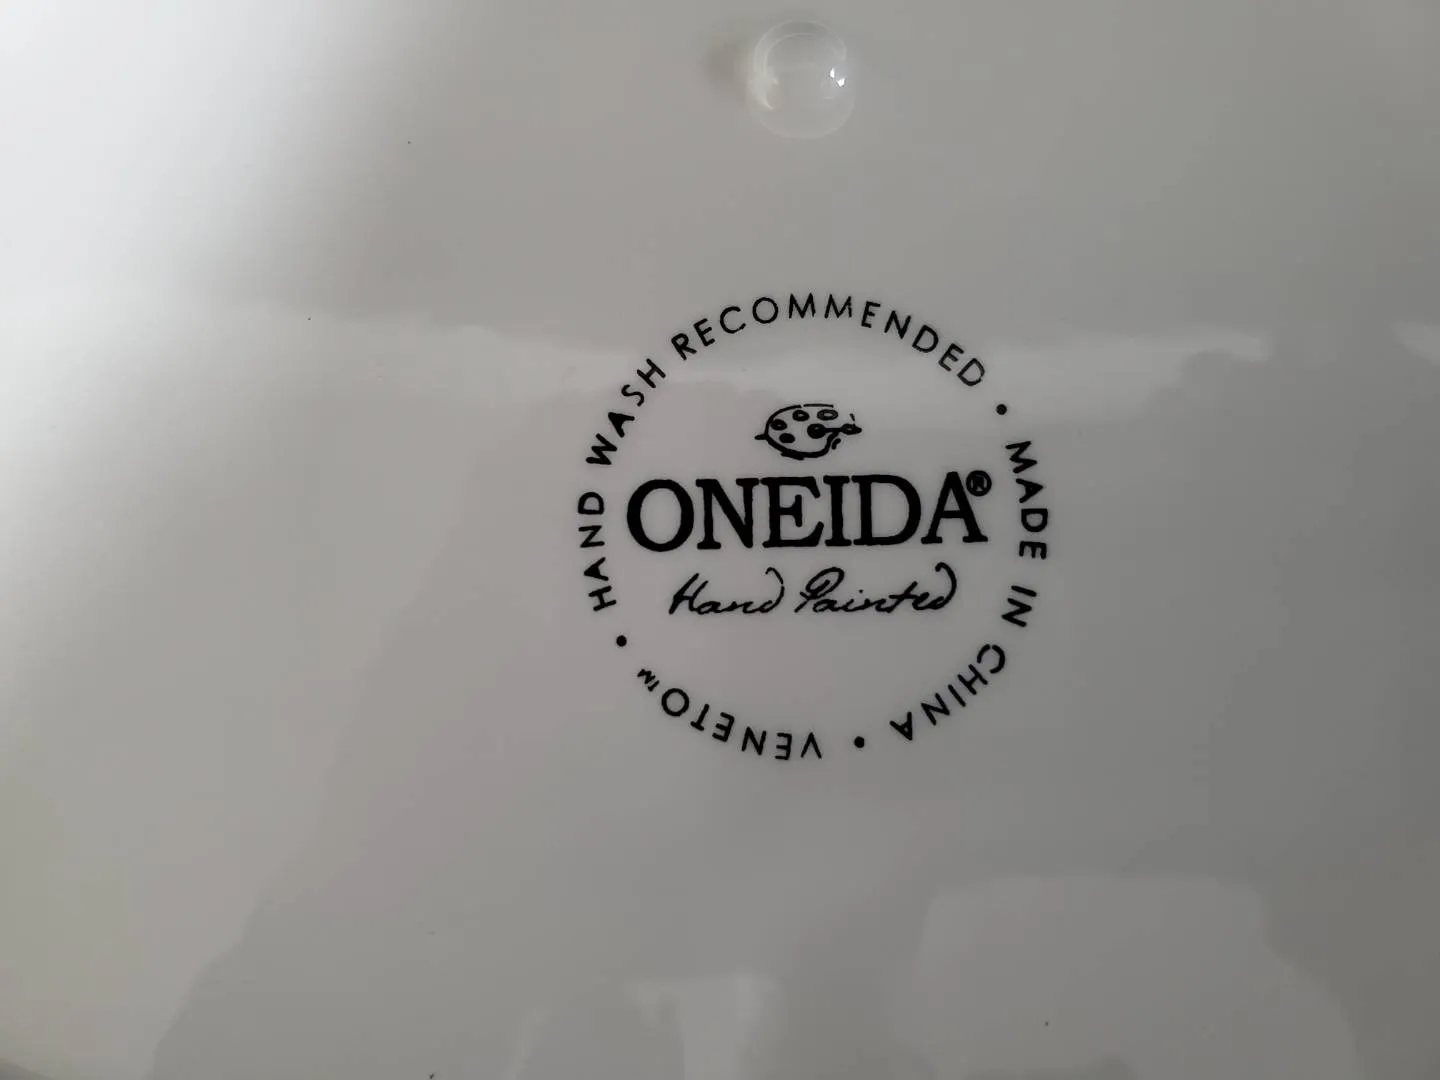 HAND WASH RECOMMENDED • MADE IN CHINA • VENETO™ •
ONEIDA®
Hand Painted